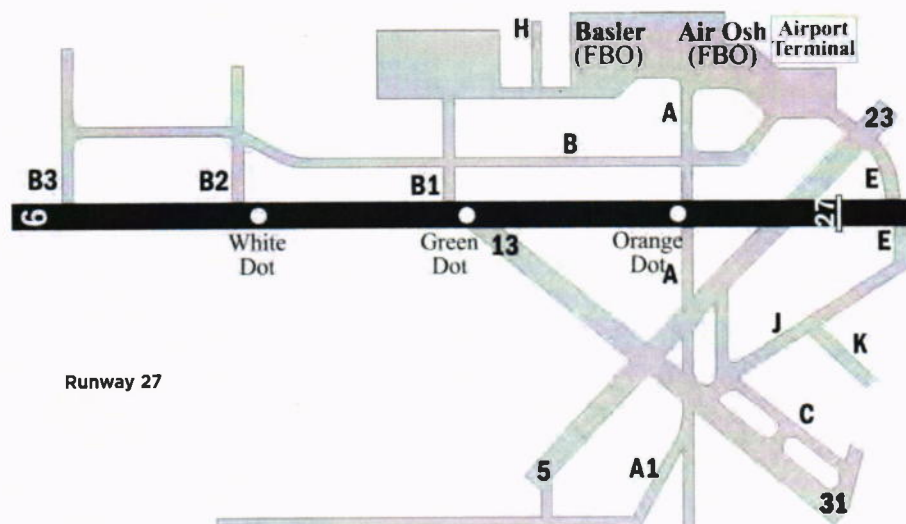 H
Basler
(FBO)
Air Osh
(FBO)
Airport
Terminal
A
23
B
B3
B2
B1
E
9
27
White
Dot
Green
Dot
13
Orange
Dot
A
E
J
K
Runway 27
C
5
A1
31